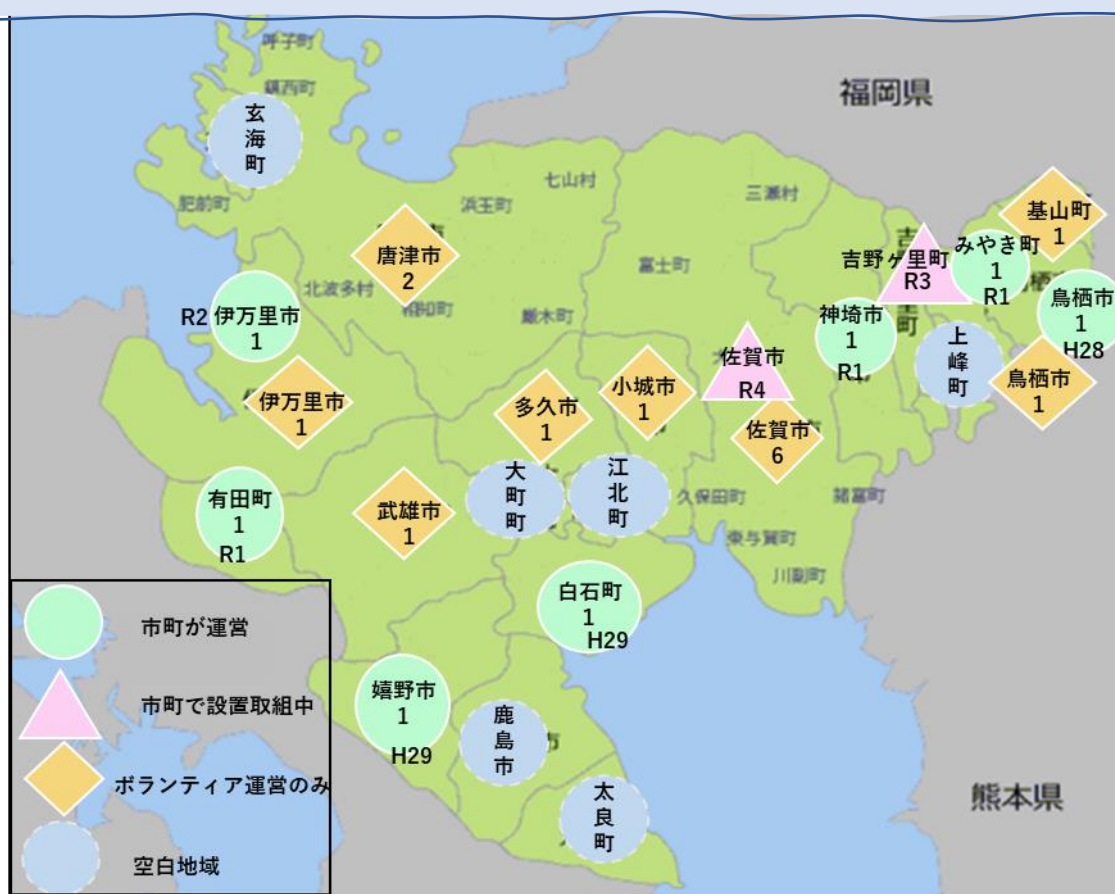 呼子町
鎮西町
福岡県
玄海町
七山村
三瀬村
肥前町
浜玉町
基山町
1
唐津市
2
富士町
吉野ヶ里町
R3
みやき町
1
R1
北波多村
相知町
厳木町
R2
伊万里市
1
神埼市
1
R1
鳥栖市
1
H28
上峰町
佐賀市
R4
小城市
1
伊万里市
1
多久市
1
鳥栖市
1
佐賀市
6
大町町
江北町
久保田町
諸富町
有田町
1
R1
武雄市
1
東与賀町
川副町
白石町
1
H29
市町が運営
嬉野市
1
H29
市町で設置取組中
鹿島市
ボランティア運営のみ
太良町
熊本県
空白地域